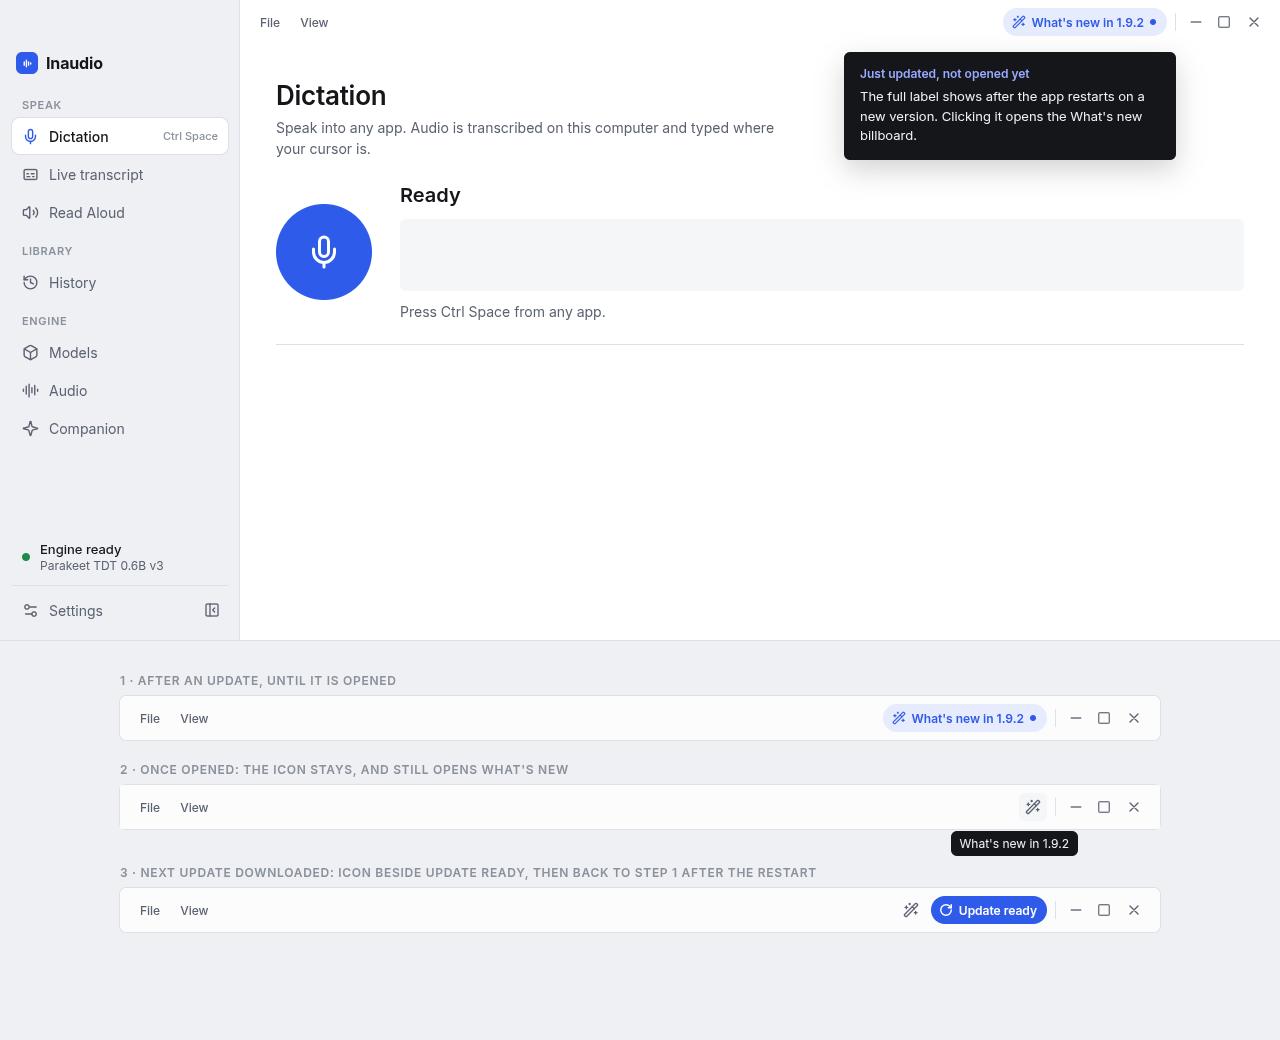 File View What's new in 1.9.2
Inaudio
SPEAK
Dictation Ctrl Space
Live transcript
Read Aloud
LIBRARY
History
ENGINE
Models
Audio
Companion
Engine ready
Parakeet TDT 0.6B v3
Settings
Just updated, not opened yet
The full label shows after the app restarts on a
new version. Clicking it opens the What's new
billboard.
Dictation
Speak into any app. Audio is transcribed on this computer and typed where
your cursor is.
Ready
Press Ctrl Space from any app.
1 · AFTER AN UPDATE, UNTIL IT IS OPENED
File View What's new in 1.9.2
2 · ONCE OPENED: THE ICON STAYS, AND STILL OPENS WHAT'S NEW
File View
What's new in 1.9.2
3 · NEXT UPDATE DOWNLOADED: ICON BESIDE UPDATE READY, THEN BACK TO STEP 1 AFTER THE RESTART
File View Update ready